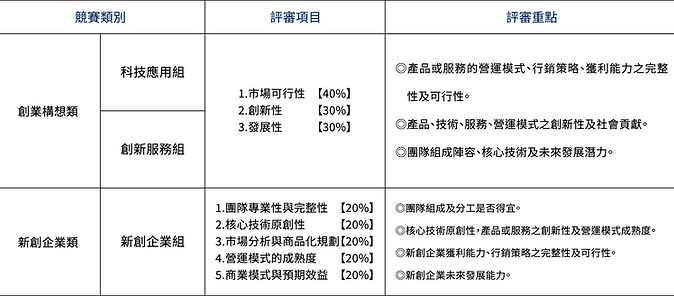 競賽類別
評審項目
評審重點
創業構想類
科技應用組
創新服務組
1.市場可行性 【40%】
2.創新性 【30%】
3.發展性 【30%】
◎產品或服務的營運模式、行銷策略、獲利能力之完整
性及可行性。
◎產品、技術、服務、營運模式之創新性及社會貢獻。
◎團隊組成陣容、核心技術及未來發展潛力。
新創企業類
新創企業組
1.團隊專業性與完整性 【20%】
2.核心技術原創性 【20%】
3.市場分析與商品化規劃【20%】
4.營運模式的成熟度 【20%】
5.商業模式與預期效益 【20%】
◎團隊組成及分工是否得宜。
◎核心技術原創性，產品或服務之創新性及營運模式成熟度。
◎新創企業獲利能力、行銷策略之完整性及可行性。
◎新創企業未來發展能力。